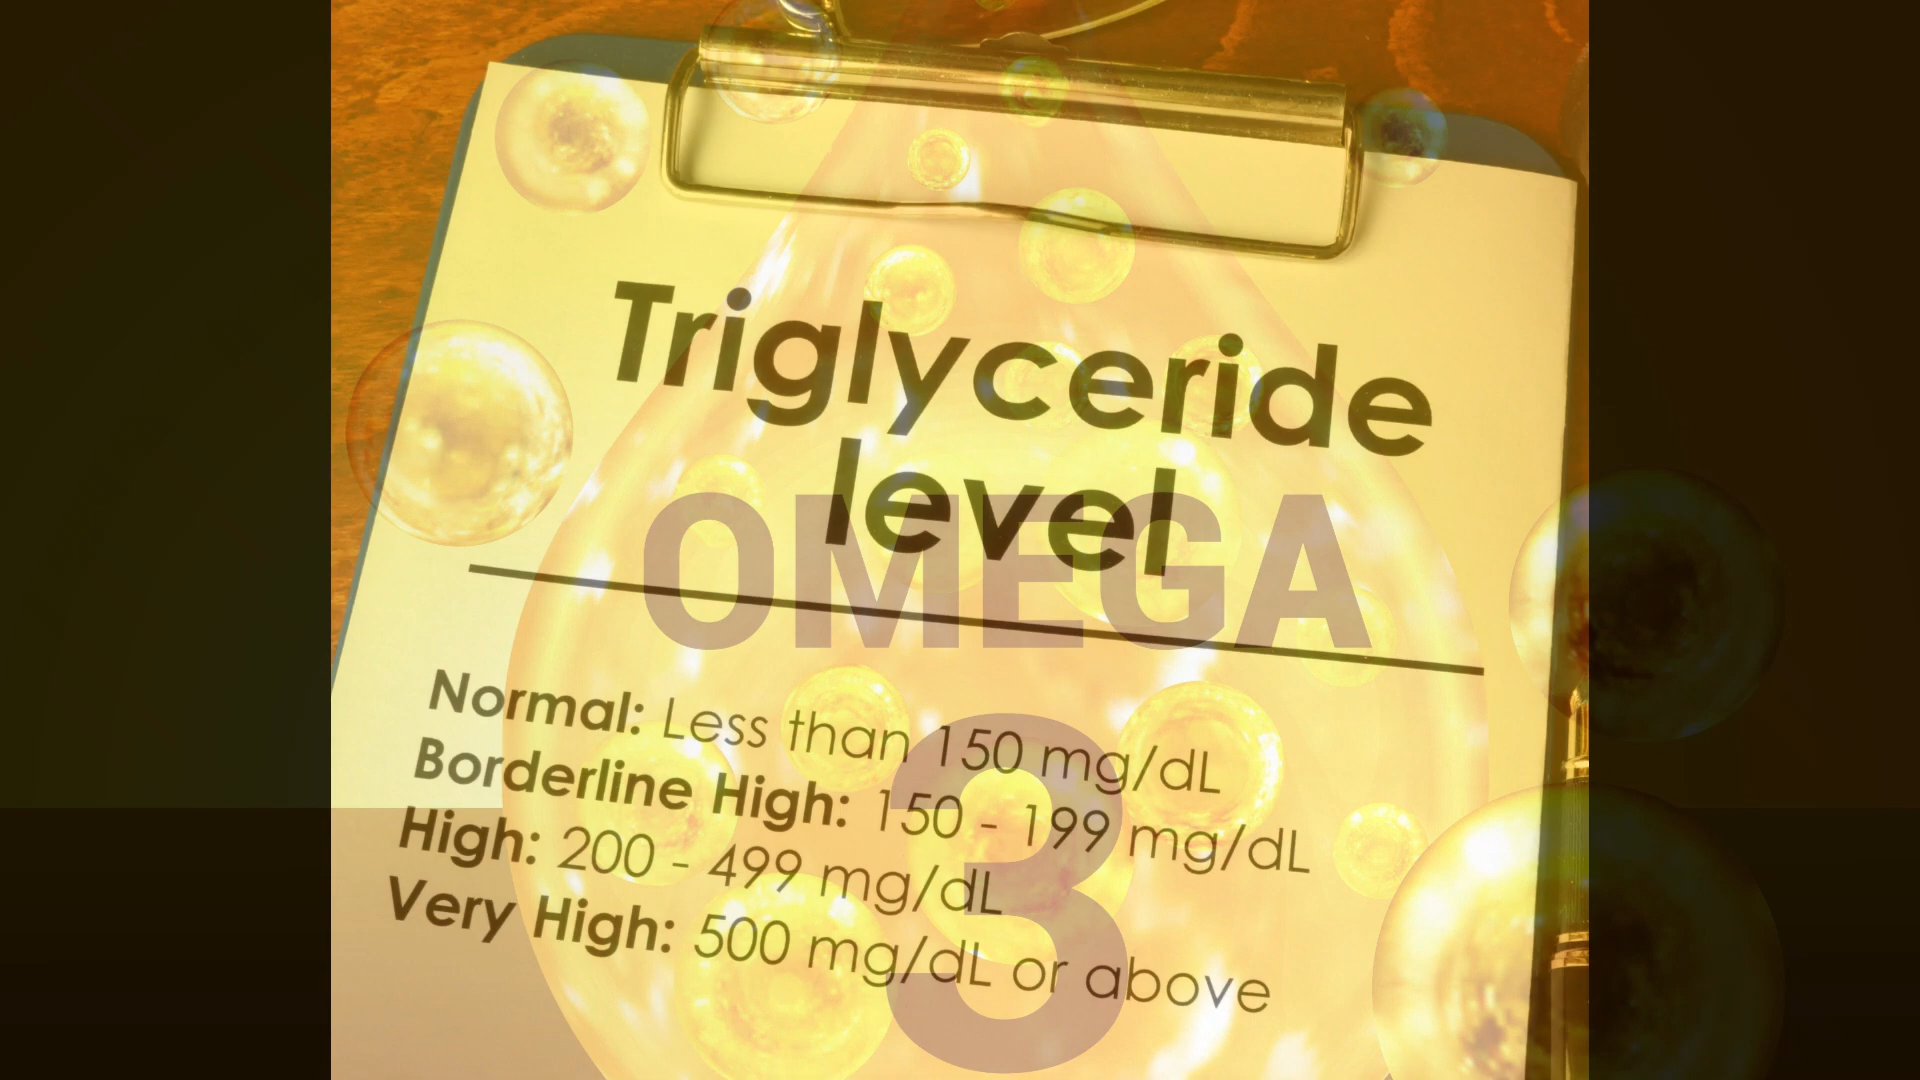 Triglyceride
level
OMEGA
3
Normal: Less than 150 mg/dL
Borderline High: 150 - 199 mg/dL
High: 200 - 499 mg/dL
Very High: 500 mg/dL or above